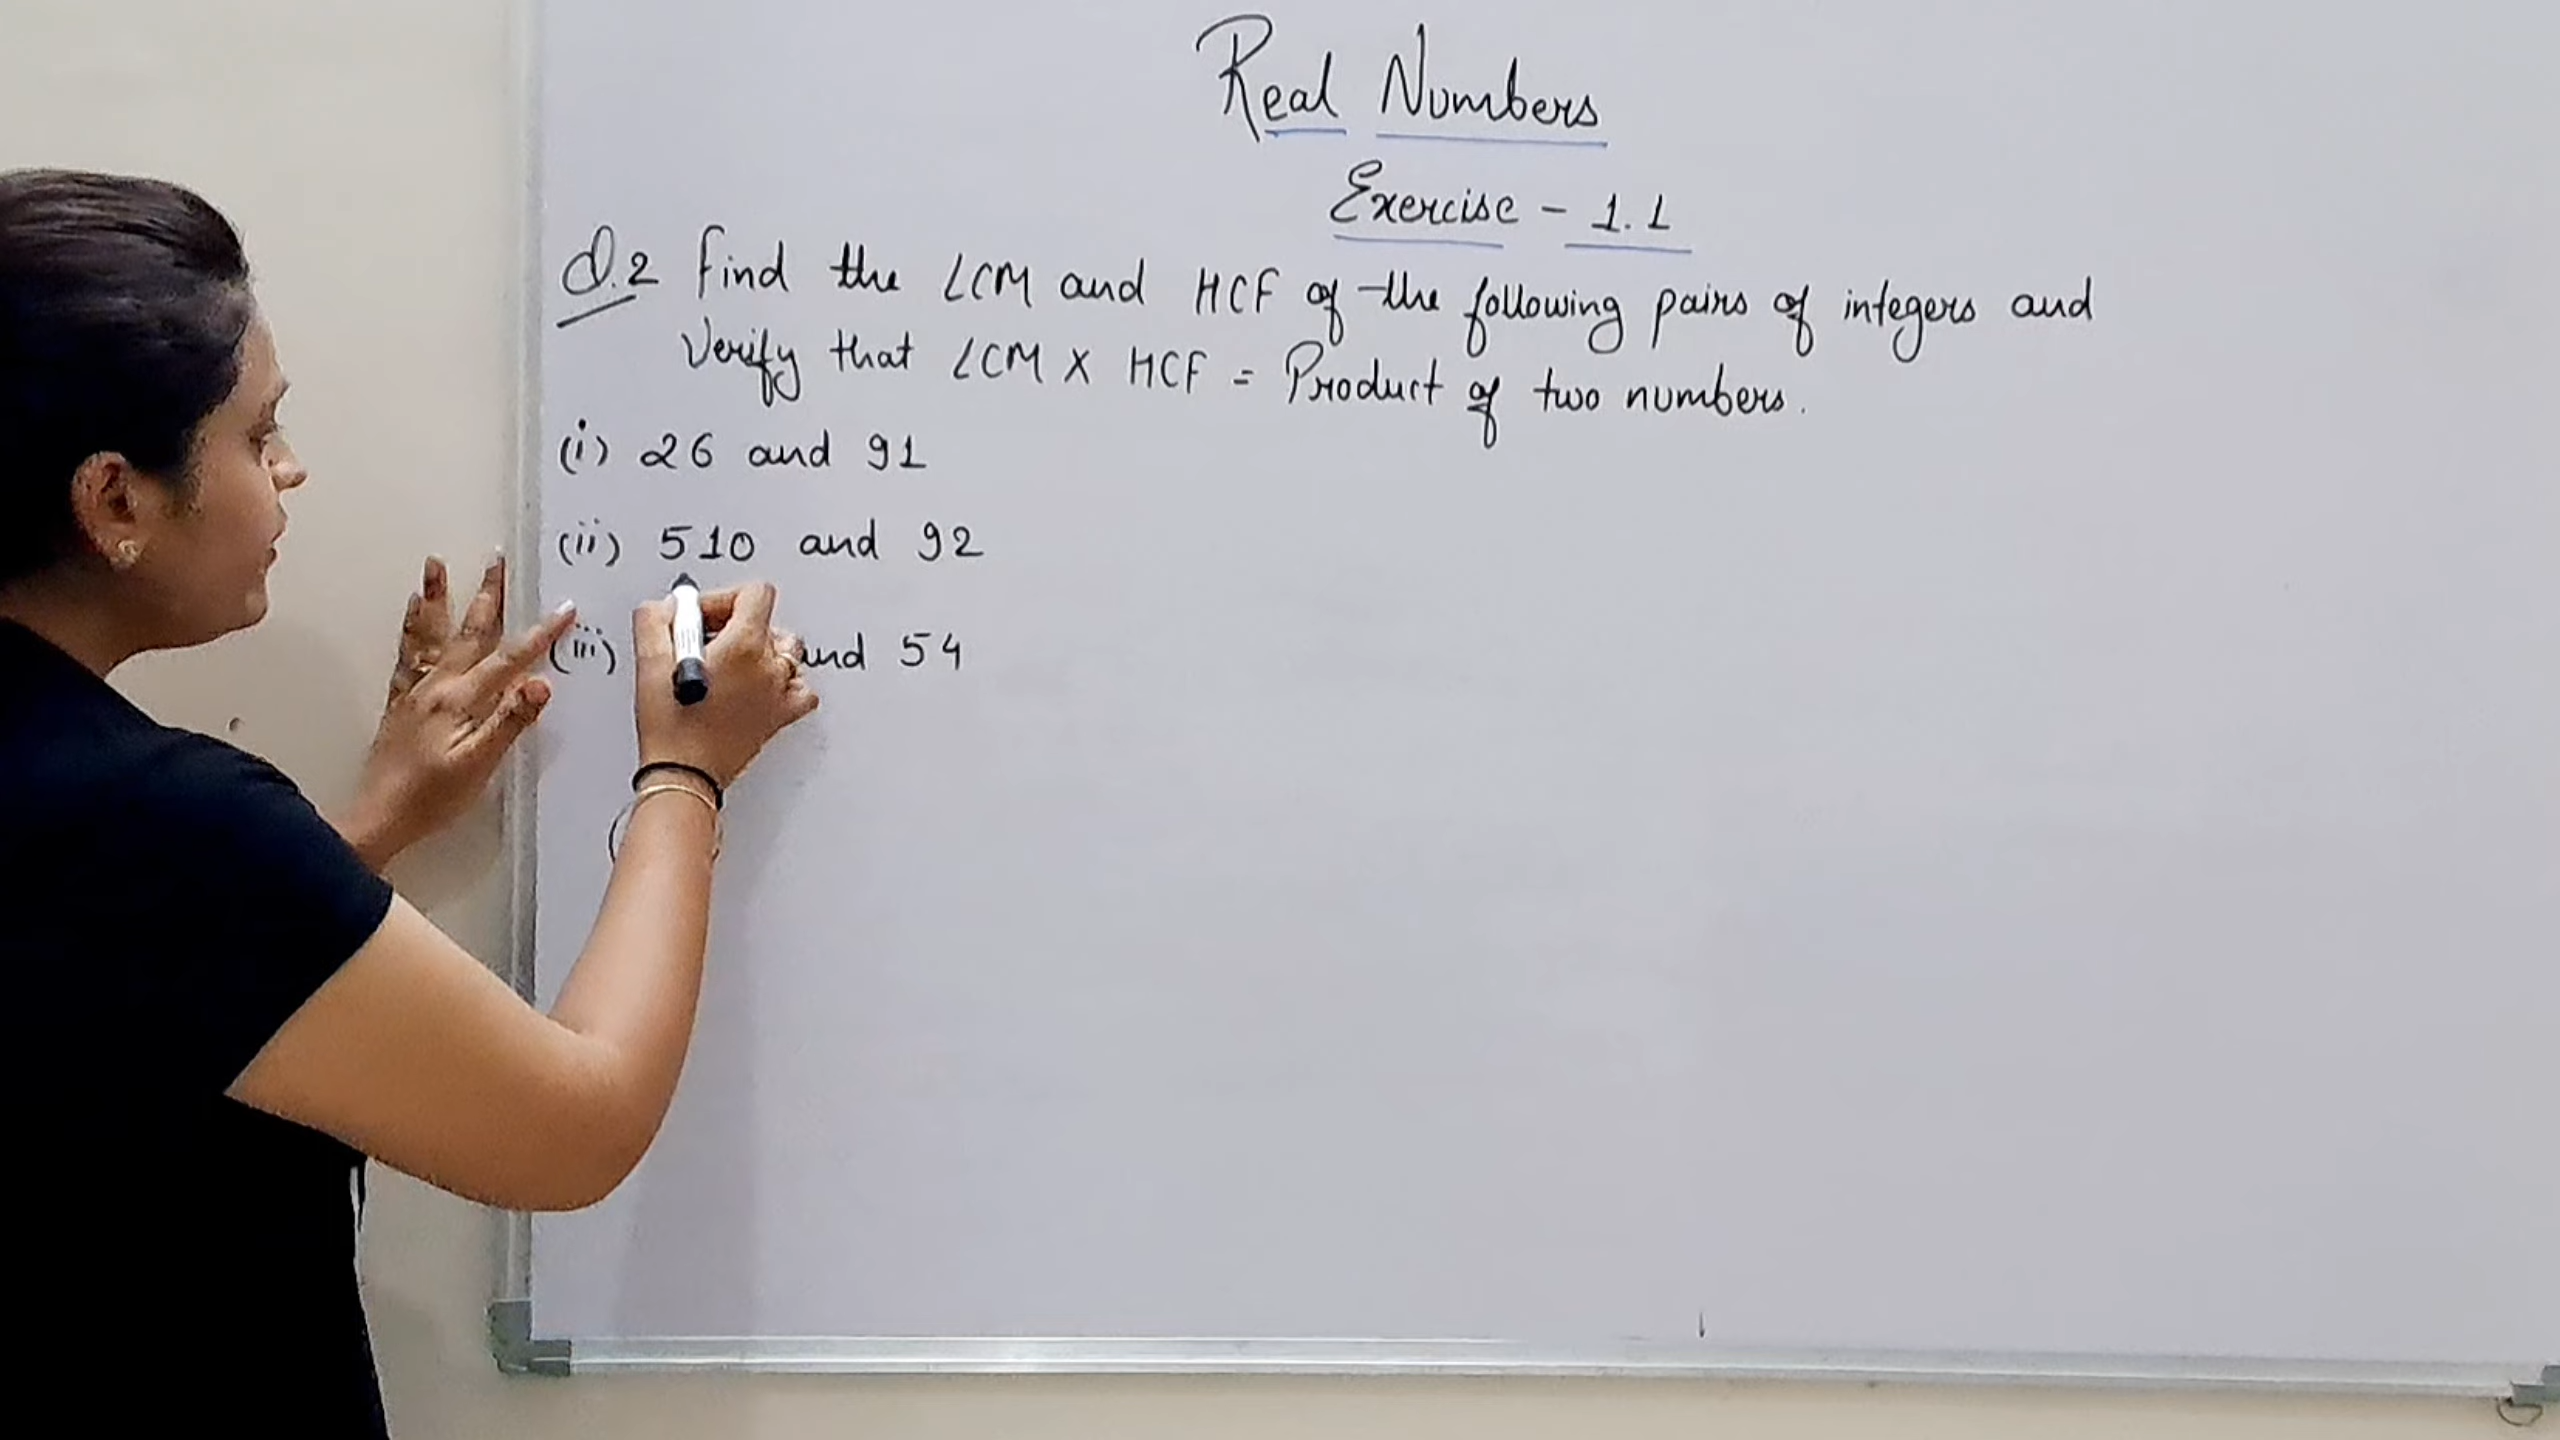 Real Numbers
Exercise - 1.1
Q.2 Find the LCM and HCF of the following pairs of integers and
Verify that LCM X HCF = Product of two numbers.
(i) 26 and 91
(ii) 510 and 92
(iii) and 54